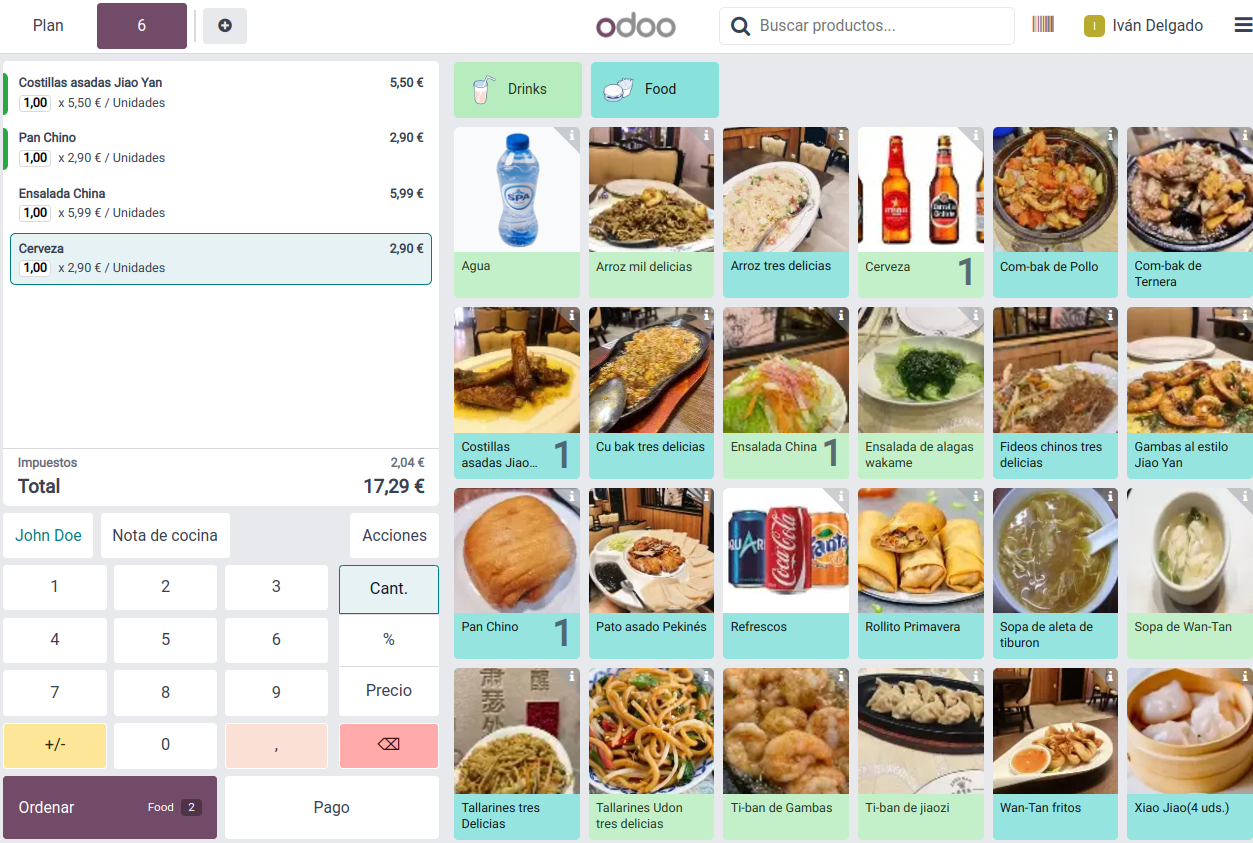 Plan
6
odoo
Buscar productos...
I
Iván Delgado
Costillas asadas Jiao Yan
5,50 €
1,00 x 5,50 € / Unidades
Pan Chino
2,90 €
1,00 x 2,90 € / Unidades
Ensalada China
5,99 €
1,00 x 5,99 € / Unidades
Cerveza
2,90 €
1,00 x 2,90 € / Unidades
Impuestos
2,04 €
Total
17,29 €
John Doe
Nota de cocina
Acciones
1
2
3
Cant.
4
5
6
%
7
8
9
Precio
+/-
0
,
Ordenar
Food 2
Pago
Drinks
Food
SPA
Agua
Arroz mil delicias
Arroz tres delicias
Cerveza
1
Com-bak de Pollo
Com-bak de
Ternera
Costillas
asadas Jiao...
1
Cu bak tres delicias
Ensalada China
1
Ensalada de alagas
wakame
Fideos chinos tres
delicias
Gambas al estilo
Jiao Yan
Coca-Cola
Fanta
Pan Chino
1
Pato asado Pekinés
Refrescos
Rollito Primavera
Sopa de aleta de
tiburon
Sopa de Wan-Tan
Tallarines tres
Delicias
Tallarines Udon
tres delicias
Ti-ban de Gambas
Ti-ban de jiaozi
Wan-Tan fritos
Xiao Jiao(4 uds.)